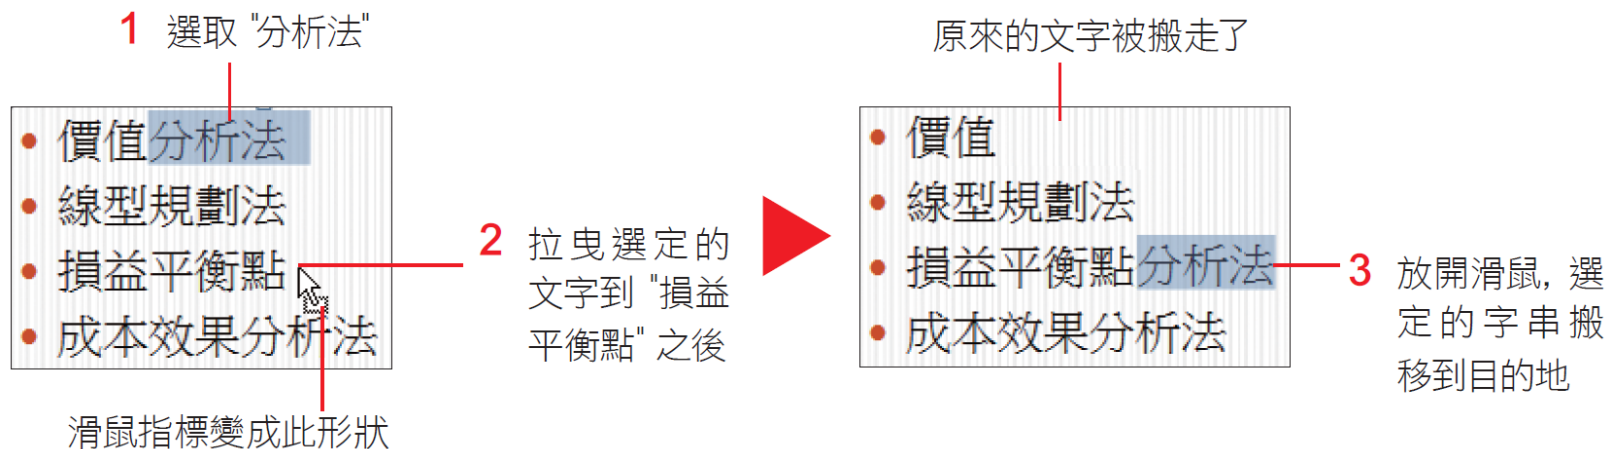 1 選取 "分析法"
• 價值分析法
• 線型規劃法
• 損益平衡點
• 成本效果分析法
2 拉曳選定的
文字到 "損益
平衡點" 之後
滑鼠指標變成此形狀
原來的文字被搬走了
• 價值
• 線型規劃法
• 損益平衡點分析法
• 成本效果分析法
3 放開滑鼠, 選
定的字串搬
移到目的地